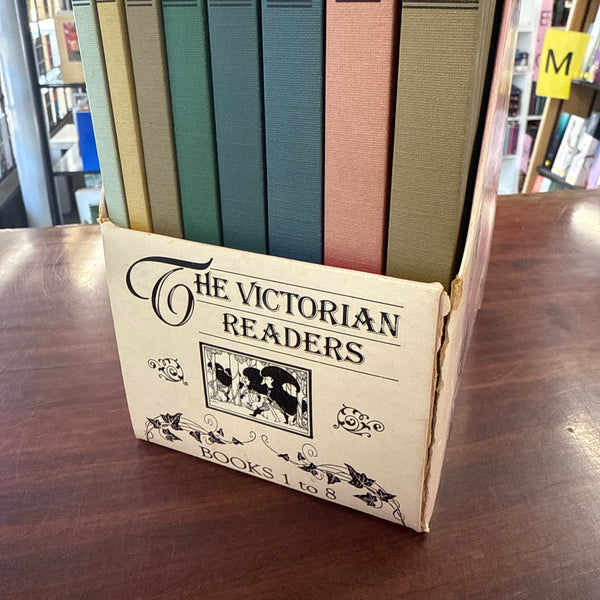 M
THE VICTORIAN
READERS
BOOKS 1 to 8